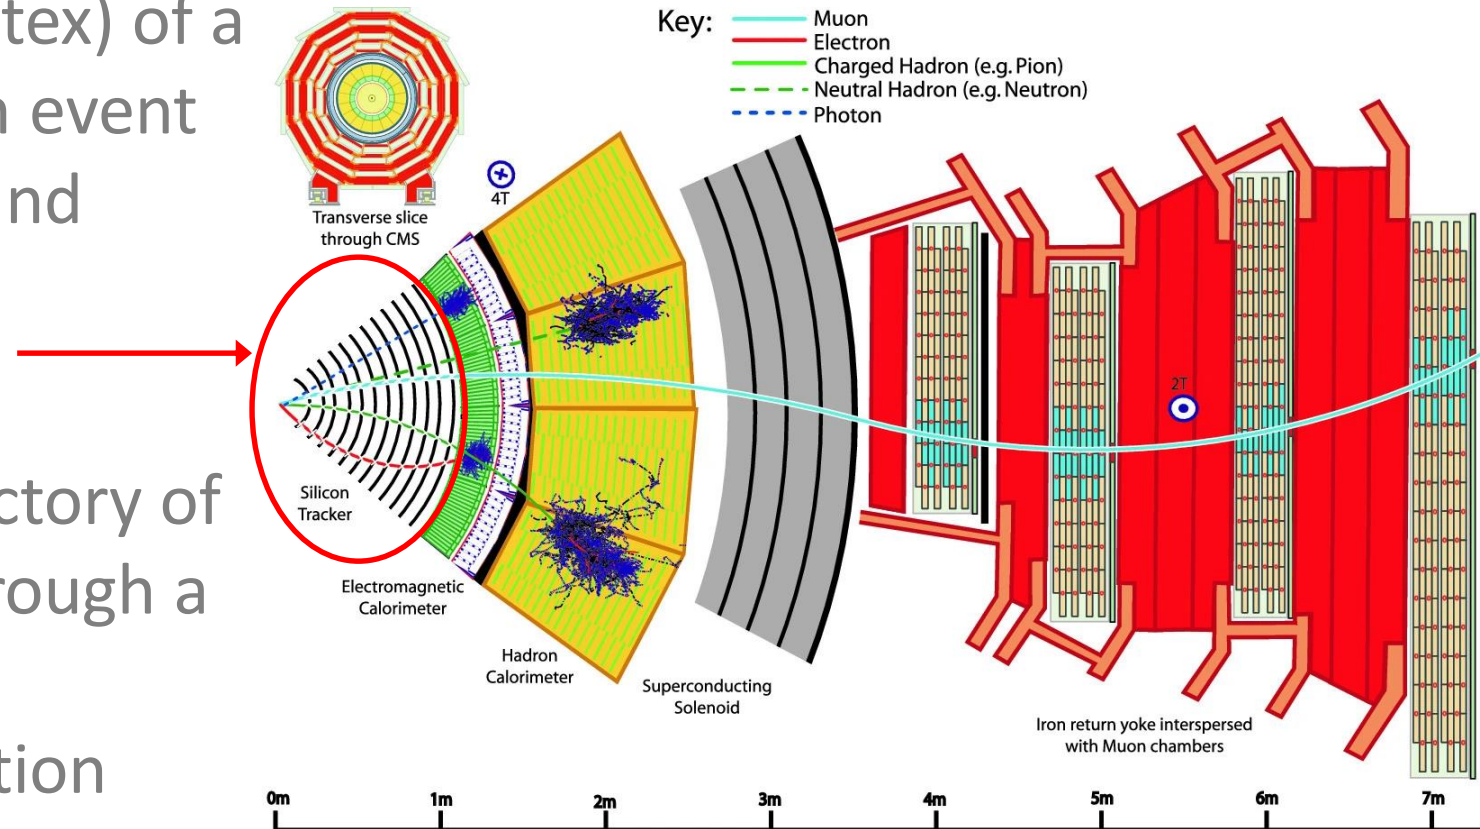 tex) of a
n event
nd
ctory of
rough a
tion
Key:
Muon
Electron
Charged Hadron (e.g. Pion)
Neutral Hadron (e.g. Neutron)
Photon
Transverse slice
through CMS
4T
2T
Silicon
Tracker
Electromagnetic
Calorimeter
Hadron
Calorimeter
Superconducting
Solenoid
Iron return yoke interspersed
with Muon chambers
0m 1m 2m 3m 4m 5m 6m 7m